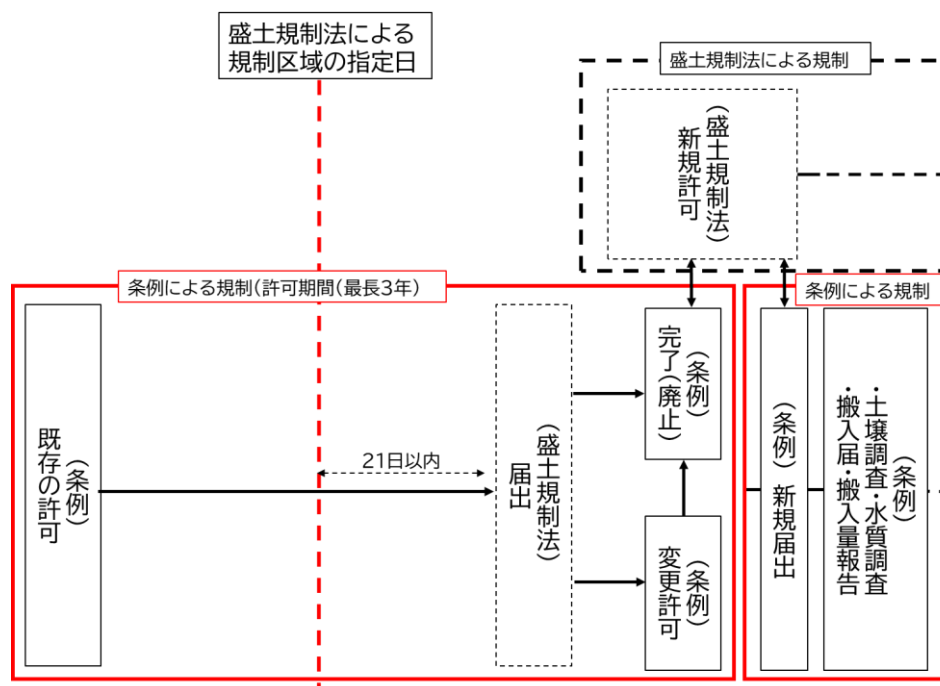 盛土規制法による
規制区域の指定日
盛土規制法による規制
(盛土規制法)
新規許可
条例による規制(許可期間(最長3年)
条例による規制
(条例)
既存の許可
21日以内
(盛土規制法)
届出
(条例)
完了(廃止)
(条例)
変更許可
(条例) 新規届出
(条例)
・土壌調査・水質調査
・搬入届・搬入量報告